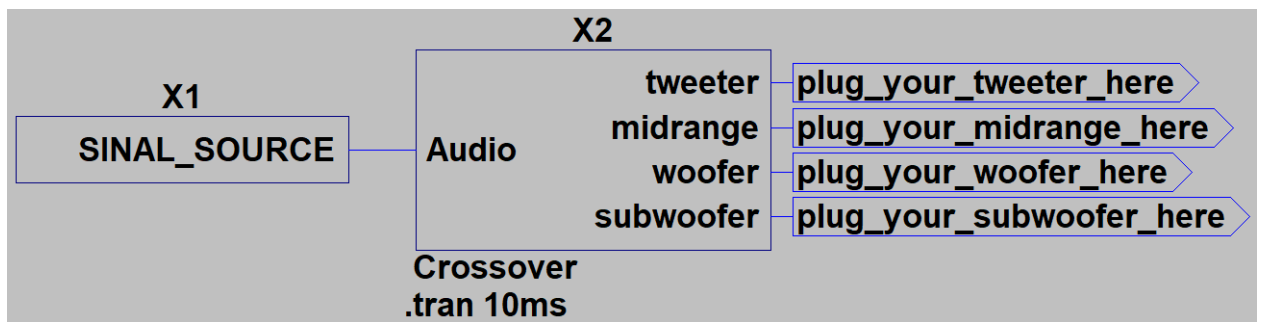 X2
X1
SINAL_SOURCE
Audio
tweeter plug_your_tweeter_here
midrange plug_your_midrange_here
woofer plug_your_woofer_here
subwoofer plug_your_subwoofer_here
Crossover
.tran 10ms